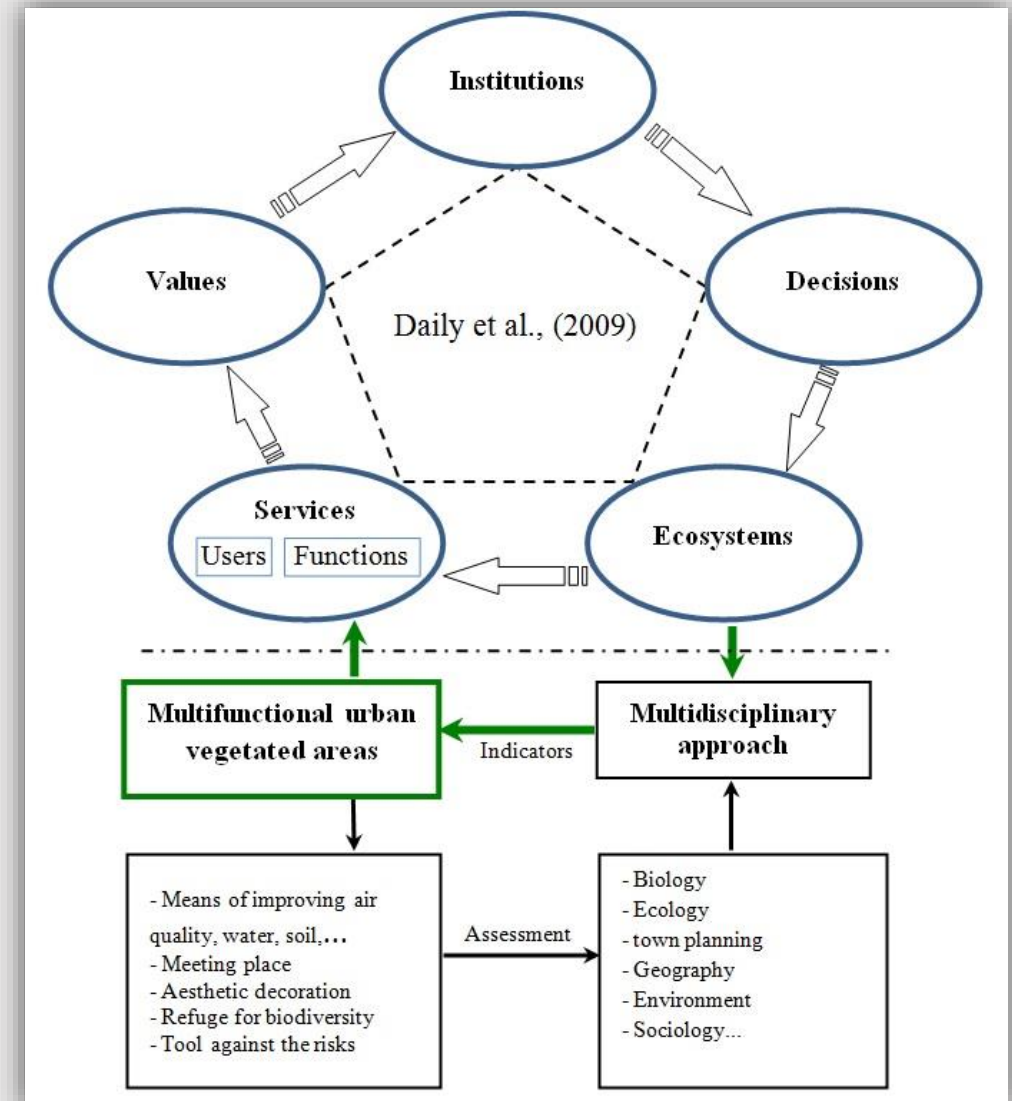 Institutions
Values
Decisions
Daily et al., (2009)
Services
Users Functions
Ecosystems
Multifunctional urban
vegetated areas
Indicators
Multidisciplinary
approach
- Means of improving air
quality, water, soil,...
- Meeting place
- Aesthetic decoration
- Refuge for biodiversity
- Tool against the risks
Assessment
- Biology
- Ecology
- town planning
- Geography
- Environment
- Sociology...